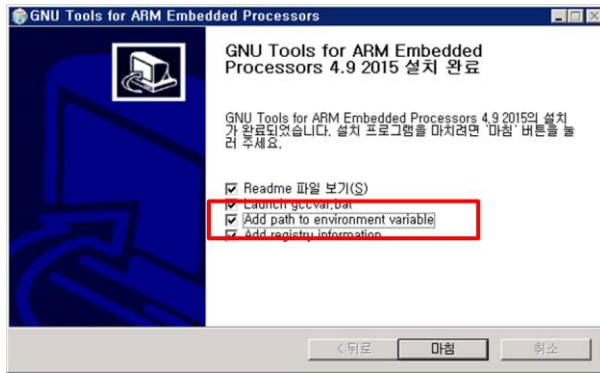 GNU Tools for ARM Embedded Processors
GNU Tools for ARM Embedded
Processors 4.9 2015 설치 완료
GNU Tools for ARM Embedded Processors 4.9 2015의 설치
가 완료되었습니다. 설치 프로그램을 마치려면 '마침' 버튼을 눌
러 주세요.
Readme 파일 보기(S)
Launch gccvar.bat
Add path to environment variable
Add registry information
< 뒤로
마침
취소